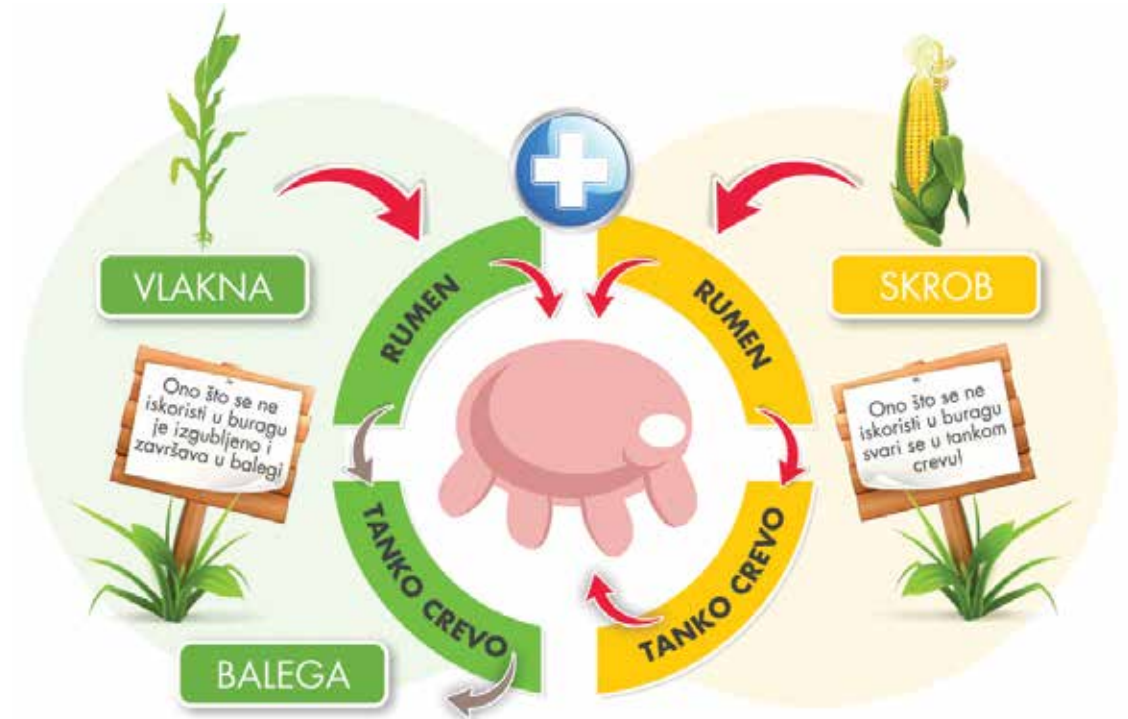 VLAKNA
SKROB
RUMEN
RUMEN
Ono što se ne
iskoristi u buragu
je izgubljeno i
završava u balegi
Ono što se ne
iskoristi u buragu
svari se u tankom
crevu!
TANKO CREVO
TANKO CREVO
BALEGA